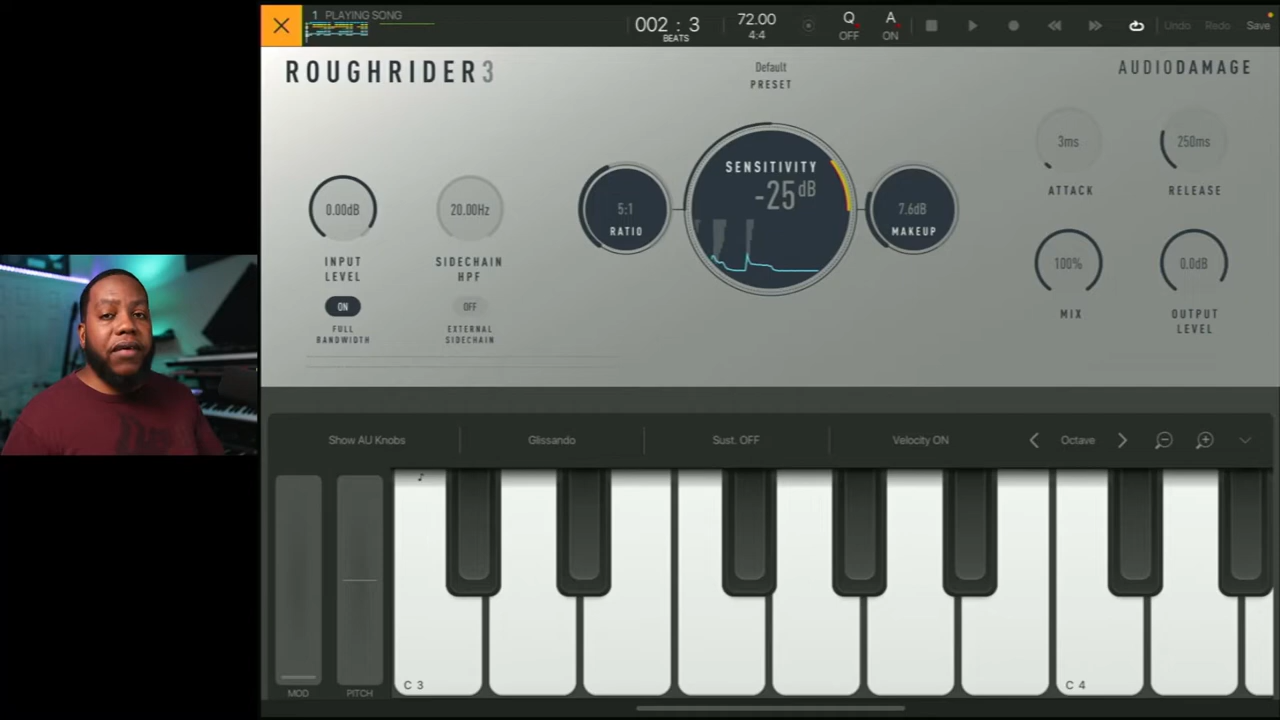 1 PLAYING SONG
002 : 3
BEATS
72.00
4:4
Q
OFF
A
ON
Undo
Redo
Save
ROUGHRIDER3
Default
PRESET
AUDIODAMAGE
0.00dB
INPUT
LEVEL
ON
FULL
BANDWIDTH
20.00Hz
SIDECHAIN
HPF
OFF
EXTERNAL
SIDECHAIN
5:1
RATIO
SENSITIVITY
-25dB
7.6dB
MAKEUP
3ms
ATTACK
250ms
RELEASE
100%
MIX
0.0dB
OUTPUT
LEVEL
Show AU Knobs
Glissando
Sust. OFF
Velocity ON
Octave
MOD
PITCH
C 3
C 4